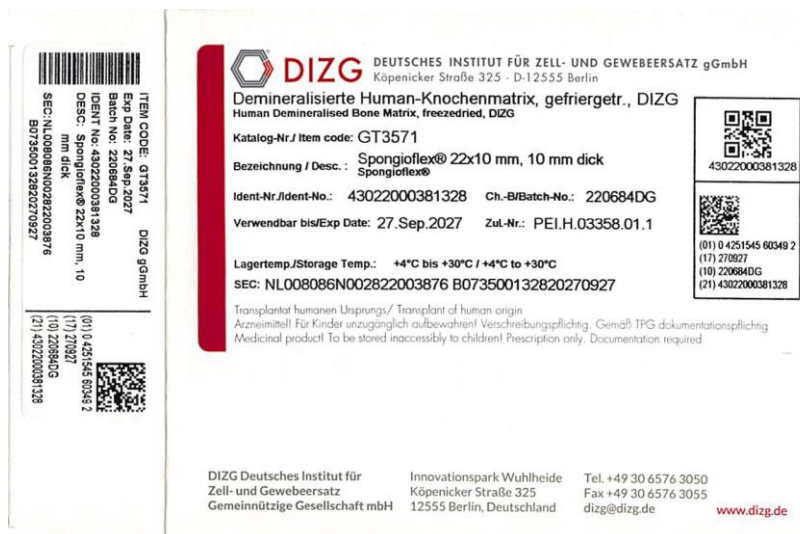 ITEM CODE: GT3571 DIZG gGmbH
Exp Date: 27.Sep.2027
Batch No: 220684DG
IDENT No: 43022000381328
DESC: Spongioflex® 22x10 mm, 10
mm dick
SEC:NL008086N002822003876
B073500132820270927
(01) 0 4251545 60349 2
(17) 270927
(10) 220684DG
(21) 43022000381328
DIZG DEUTSCHES INSTITUT FÜR ZELL- UND GEWEBEERSATZ gGmbH
Köpenicker Straße 325 · D-12555 Berlin
Demineralisierte Human-Knochenmatrix, gefriergetr., DIZG
Human Demineralised Bone Matrix, freezedried, DIZG
Katalog-Nr./ Item code: GT3571
Bezeichnung / Desc. : Spongioflex® 22x10 mm, 10 mm dick
Spongioflex®
Ident-Nr./Ident-No.: 43022000381328 Ch.-B/Batch-No.: 220684DG
Verwendbar bis/Exp Date: 27.Sep.2027 Zul.-Nr.: PEI.H.03358.01.1
Lagertemp./Storage Temp.: +4°C bis +30°C / +4°C to +30°C
SEC: NL008086N002822003876 B073500132820270927
Transplantat humanen Ursprungs/ Transplant of human origin
Arzneimittel! Für Kinder unzugänglich aufbewahren! Verschreibungspflichtig. Gemäß TPG dokumentationspflichtig
Medicinal product! To be stored inaccessibly to children! Prescription only. Documentation required
43022000381328
(01) 0 4251545 60349 2
(17) 270927
(10) 220684DG
(21) 43022000381328
DIZG Deutsches Institut für
Zell- und Gewebeersatz
Gemeinnützige Gesellschaft mbH
Innovationspark Wuhlheide
Köpenicker Straße 325
12555 Berlin, Deutschland
Tel. +49 30 6576 3050
Fax +49 30 6576 3055
dizg@dizg.de
www.dizg.de